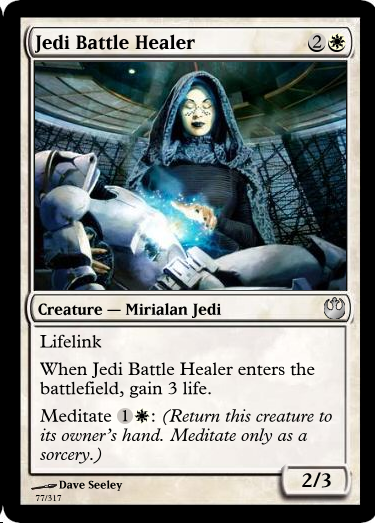 Jedi Battle Healer 2
Creature — Mirialan Jedi
Lifelink
When Jedi Battle Healer enters the
battlefield, gain 3 life.
Meditate 1 : (Return this creature to
its owner's hand. Meditate only as a
sorcery.)
2/3
Dave Seeley
77/317